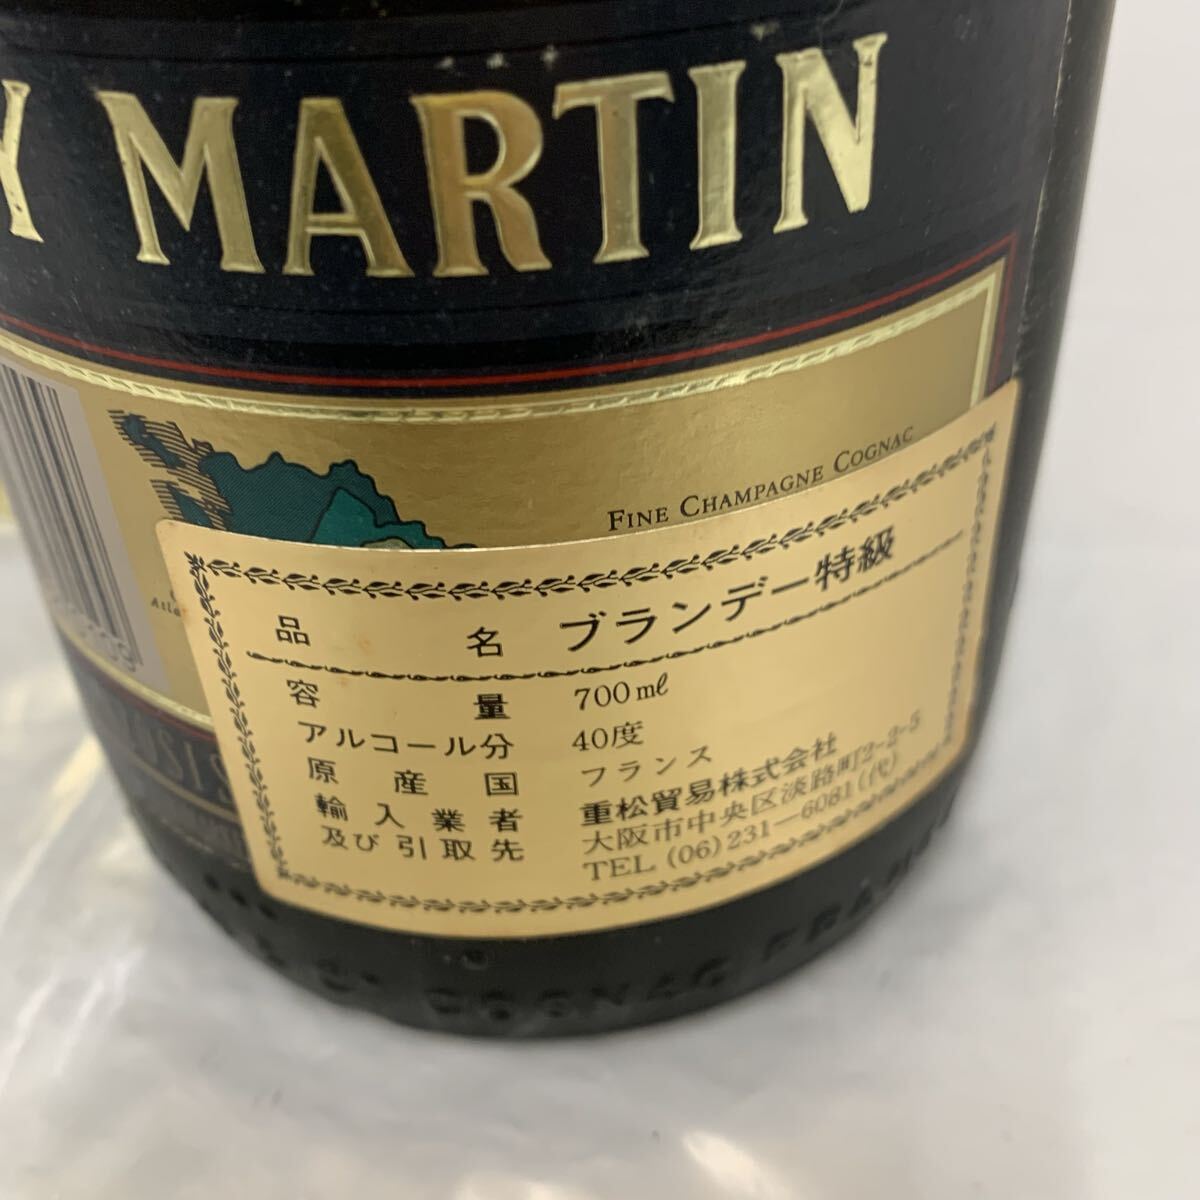 Y MARTIN
FINE CHAMPAGNE COGNAC
品名 ブランデー特級
容量 700ml
アルコール分 40度
原産国 フランス
輸入業者 重松貿易株式会社
及び引取先 大阪市中央区淡路町2-2-5
TEL (06)231-6081(代)
COGNAC FRANCE